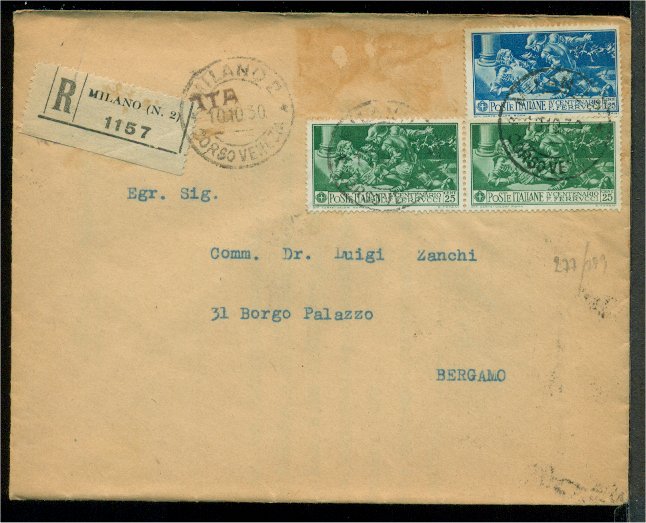 R MILANO (N. 2)
1157
MILANO 2
10.10 30
CORSO VENEZIA
POSTE ITALIANE IV CENTENARIO F. FERRUCCI
POSTE ITALIANE IV CENTENARIO F. FERRUCCI 25
POSTE ITALIANE IV CENTENARIO F. FERRUCCI 25
Egr. Sig.
Comm. Dr. Luigi Zanchi
31 Borgo Palazzo
BERGAMO